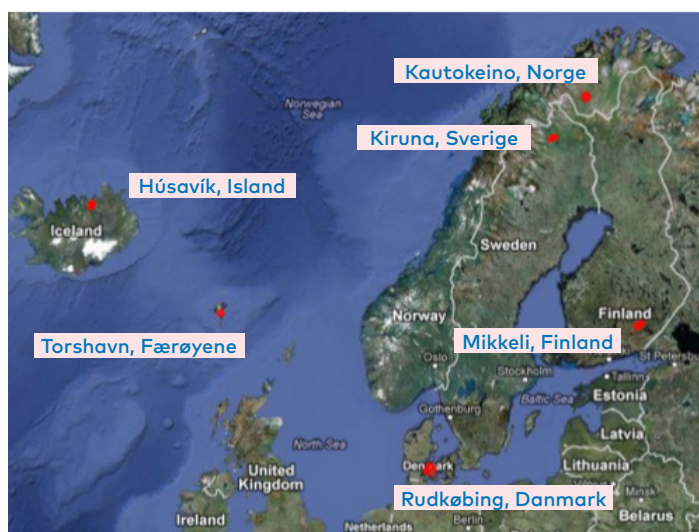 Kautokeino, Norge
Norwegian
Sea
Kiruna, Sverige
Húsavík, Island
Iceland
Sweden
Norway
Finland
Torshavn, Færøyene
Mikkeli, Finland
Oslo
St Petersbu
Stockholm
Tallinn
Estonia
Baltic Sea
Gothenburg
Latvia
North Sea
Denmark
Lithuania
United
Kingdom
Rudkøbing, Danmark
Minsk
Ireland
Berlin
Belarus
Netherlands